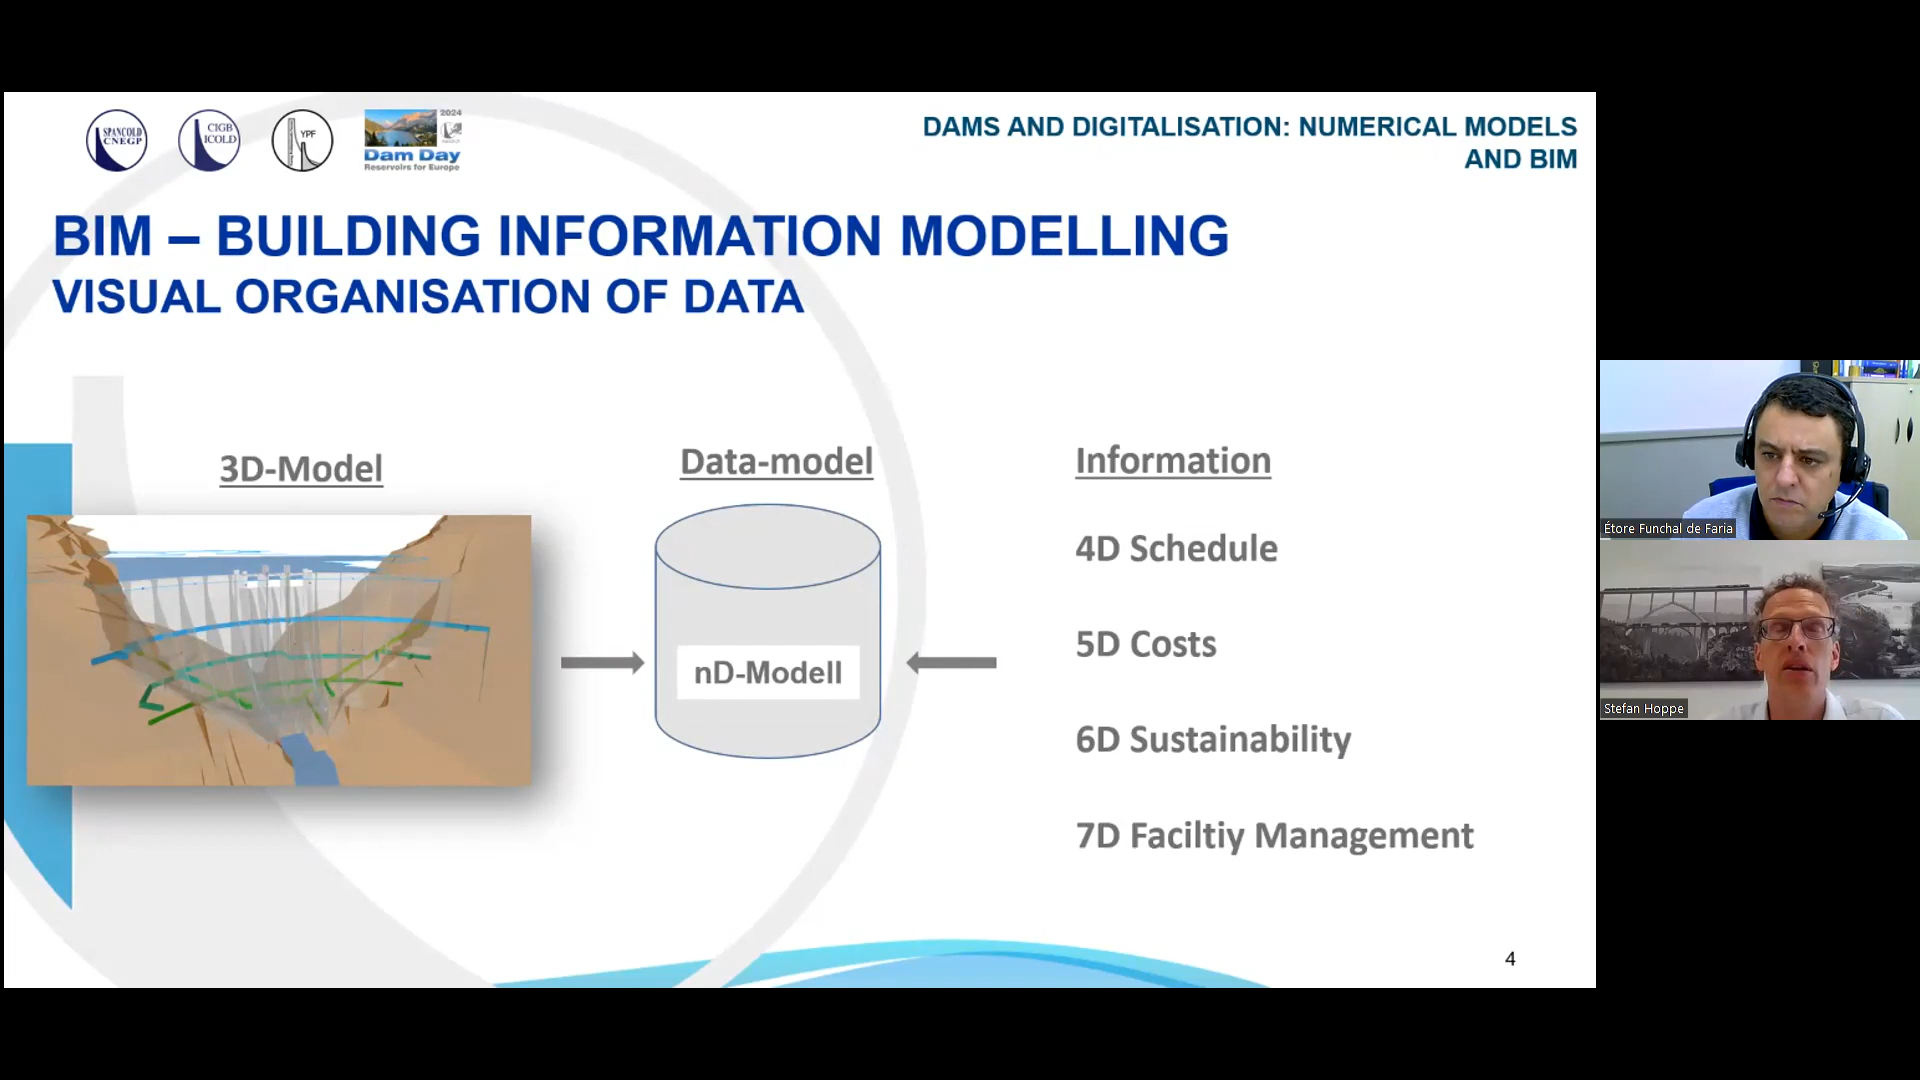 SPANCOLD
CNEGP
CIGB
ICOLD
YPF
2024
Dam Day
Reservoirs for Europe
DAMS AND DIGITALISATION: NUMERICAL MODELS
AND BIM
BIM – BUILDING INFORMATION MODELLING
VISUAL ORGANISATION OF DATA
3D-Model
Data-model
nD-Modell
Information
4D Schedule
5D Costs
6D Sustainability
7D Faciltiy Management
4
Étore Funchal de Faria
Stefan Hoppe